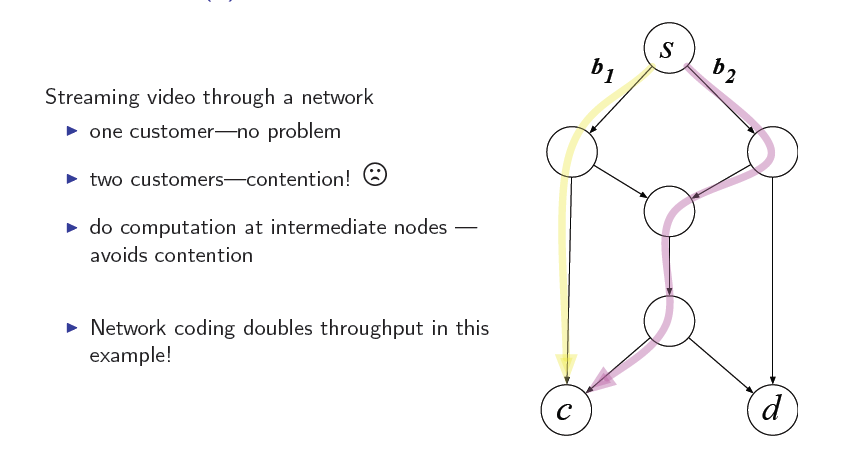 Streaming video through a network
▶ one customer—no problem
▶ two customers—contention! ☹
▶ do computation at intermediate nodes —
avoids contention
▶ Network coding doubles throughput in this
example!
s
b1 b2
c d